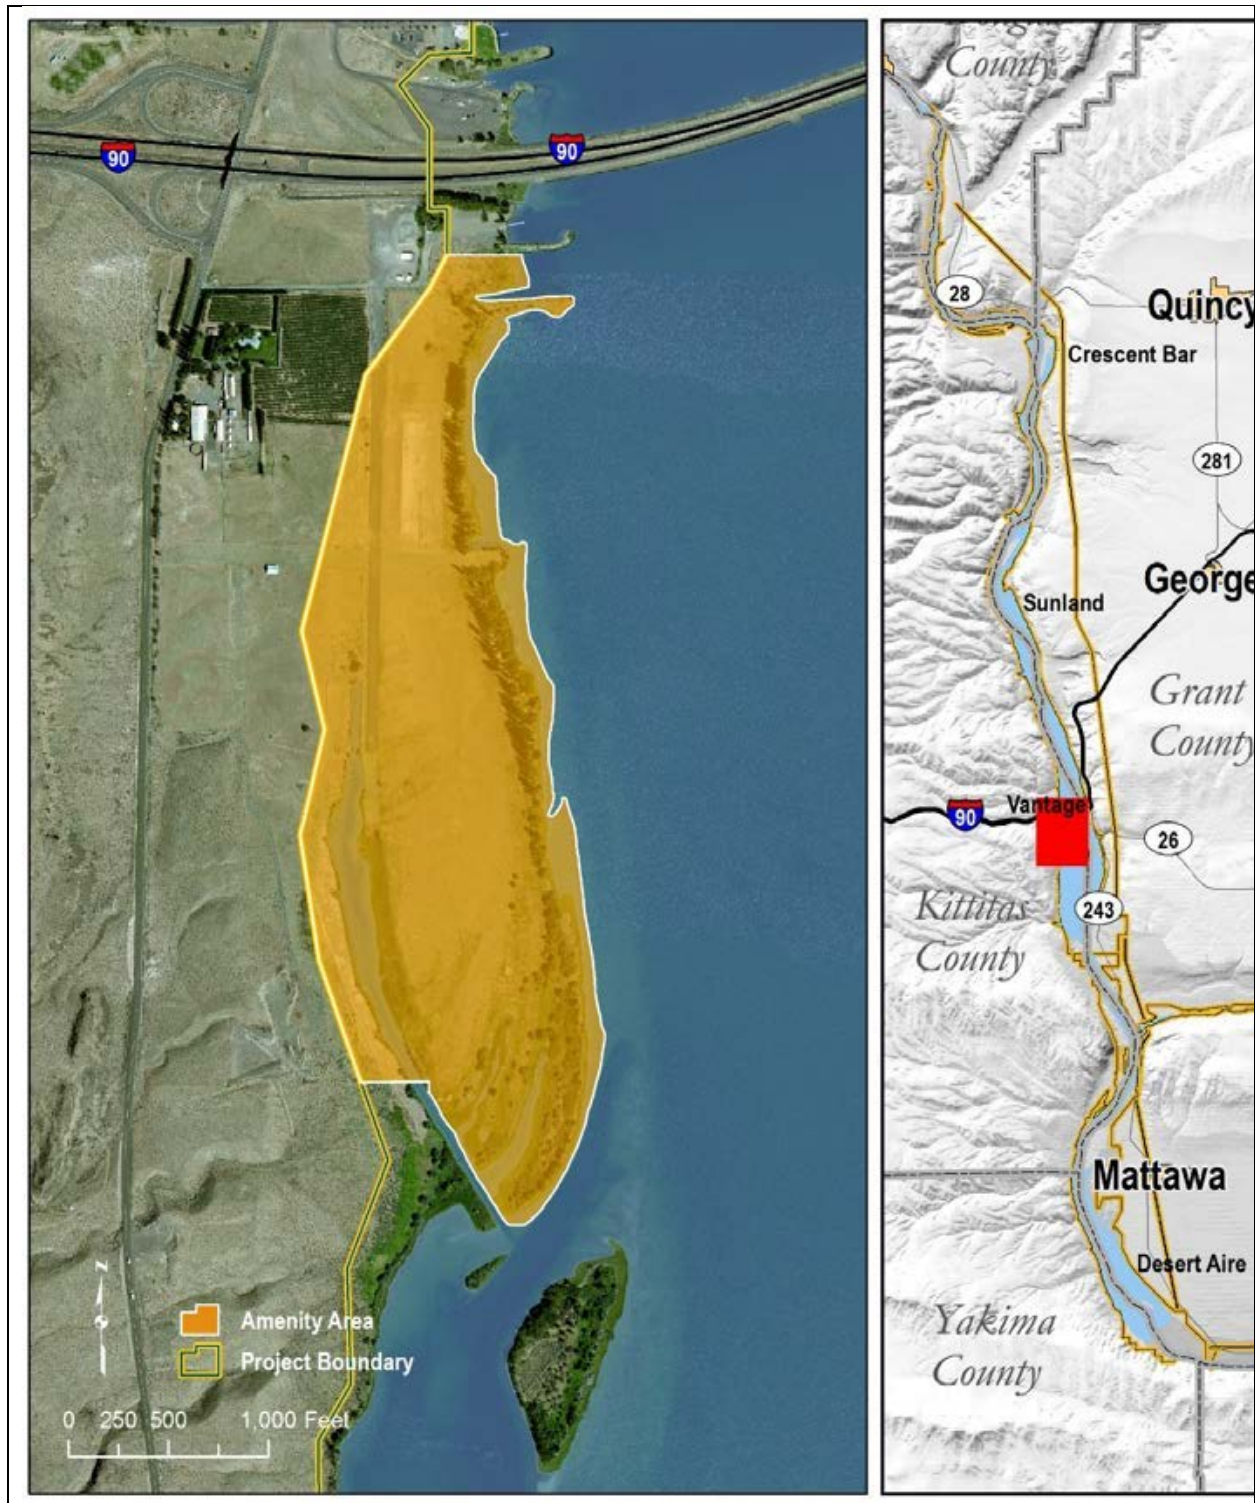 90
90
Amenity Area
Project Boundary
0 250 500 1,000 Feet
County
28
Quincy
Crescent Bar
281
George
Sunland
Grant
County
Vantage
90
26
Kittitas
County
243
Mattawa
Desert Aire
Yakima
County